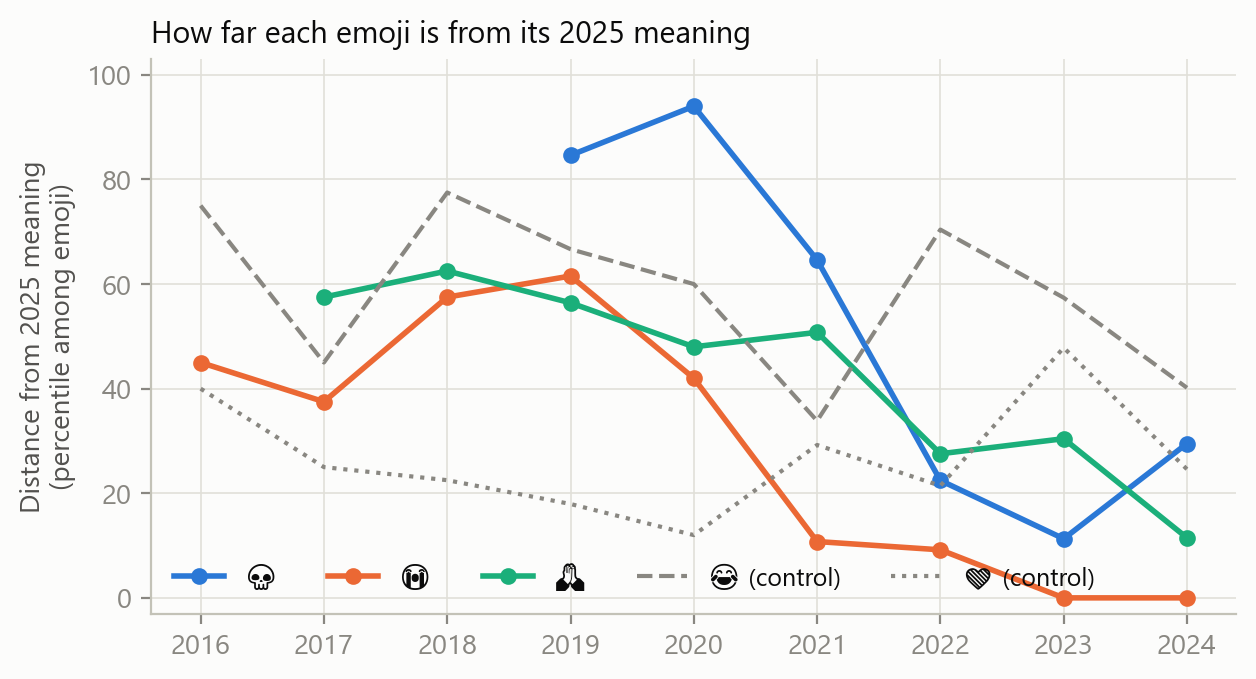 How far each emoji is from its 2025 meaning
Distance from 2025 meaning
(percentile among emoji)
100
80
60
40
20
0
💀 😭 🙏 😂 (control) 💚 (control)
2016 2017 2018 2019 2020 2021 2022 2023 2024